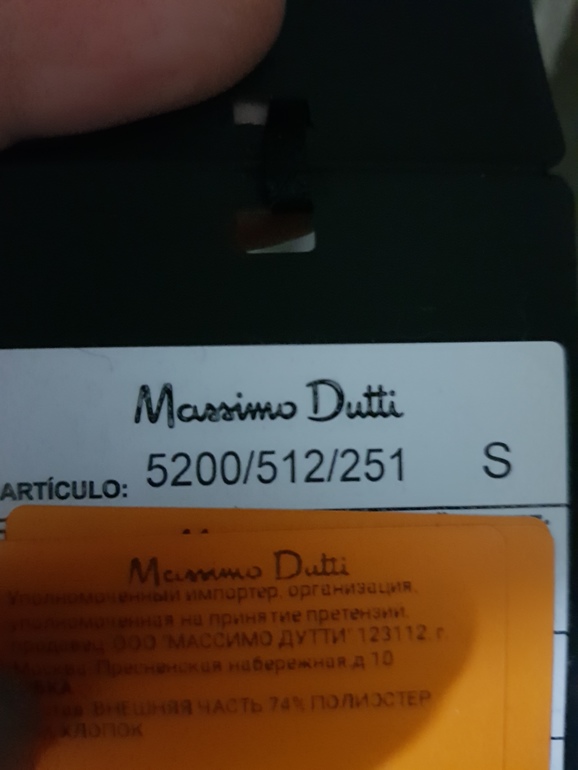 Massimo Dutti
ARTÍCULO: 5200/512/251 S
Massimo Dutti
Уполномоченный импортер, организация,
уполномоченная на принятие претензии,
продавец: ООО "МАССИМО ДУТТИ" 123112, г.
Москва, Пресненская набережная,д 10
ВНЕШНЯЯ ЧАСТЬ 74% ПОЛИЭСТЕР
ХЛОПОК